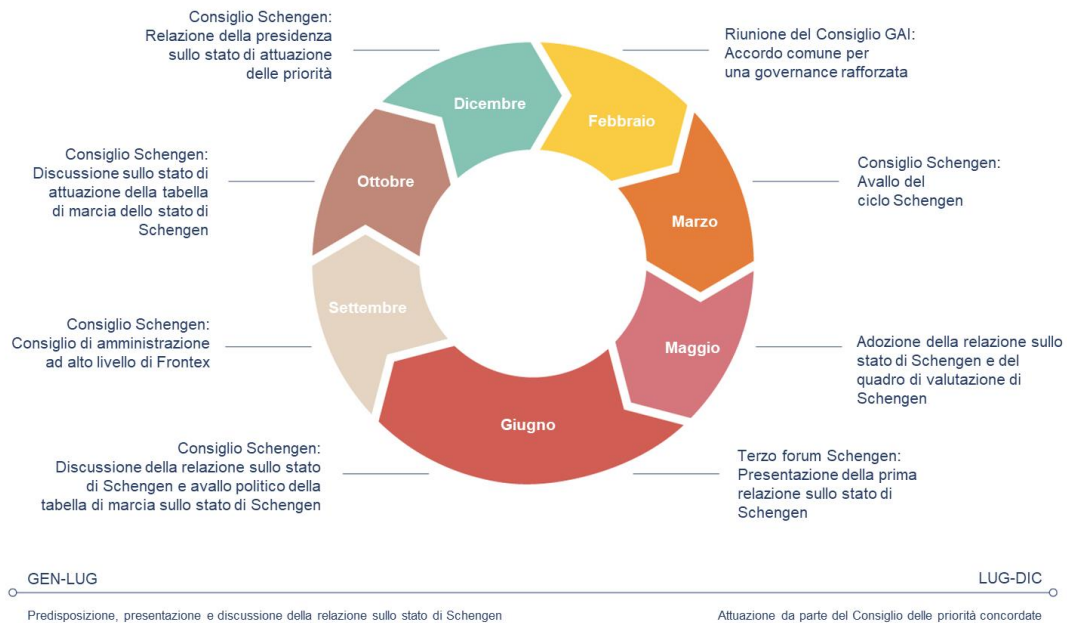 Consiglio Schengen:
Relazione della presidenza
sullo stato di attuazione
delle priorità
Riunione del Consiglio GAI:
Accordo comune per
una governance rafforzata
Dicembre
Febbraio
Consiglio Schengen:
Discussione sullo stato di
attuazione della tabella
di marcia dello stato di
Schengen
Ottobre
Marzo
Consiglio Schengen:
Avallo del
ciclo Schengen
Consiglio Schengen:
Consiglio di amministrazione
ad alto livello di Frontex
Settembre
Maggio
Adozione della relazione sullo
stato di Schengen e del
quadro di valutazione di
Schengen
Giugno
Consiglio Schengen:
Discussione della relazione sullo stato
di Schengen e avallo politico della
tabella di marcia sullo stato di Schengen
Terzo forum Schengen:
Presentazione della prima
relazione sullo stato di
Schengen
GEN-LUG
LUG-DIC
Predisposizione, presentazione e discussione della relazione sullo stato di Schengen
Attuazione da parte del Consiglio delle priorità concordate